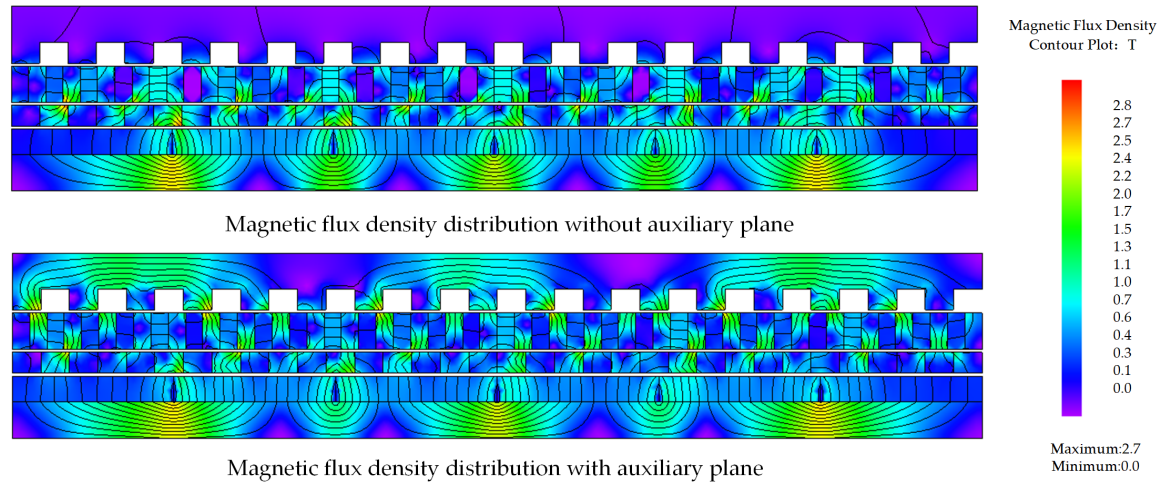 Magnetic Flux Density
Contour Plot： T
2.8
2.7
2.5
2.4
2.2
2.0
1.7
1.5
1.3
1.1
1.0
0.7
0.6
0.4
0.3
0.1
0.0
Magnetic flux density distribution without auxiliary plane
Magnetic flux density distribution with auxiliary plane
Maximum:2.7
Minimum:0.0